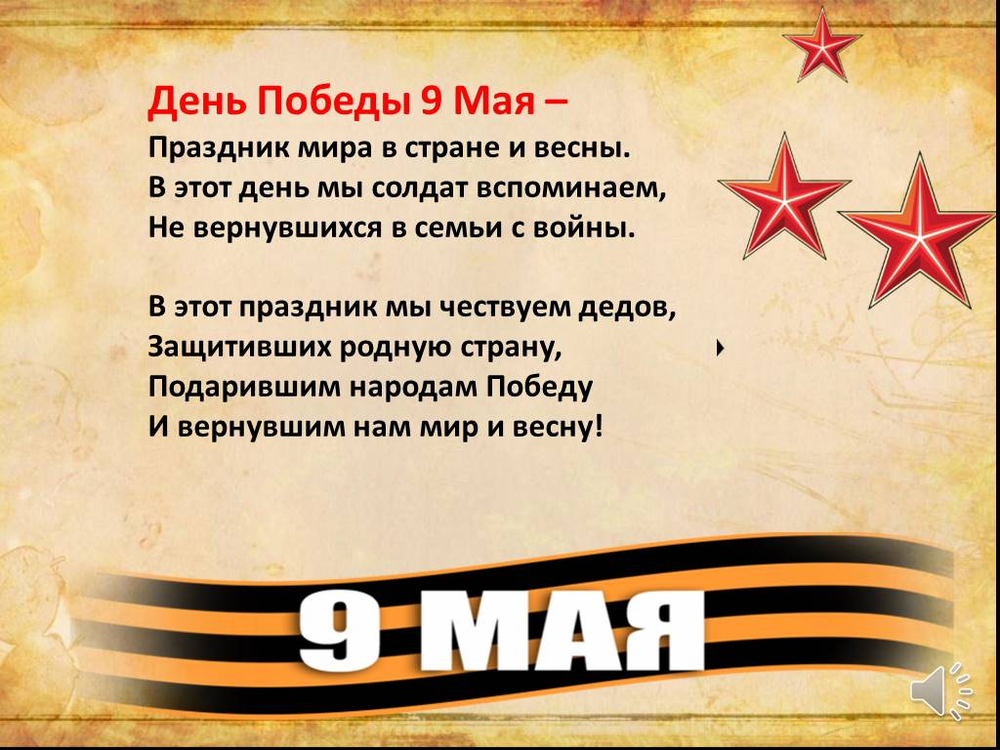 День Победы 9 Мая –
Праздник мира в стране и весны.
В этот день мы солдат вспоминаем,
Не вернувшихся в семьи с войны.
В этот праздник мы чествуем дедов,
Защитивших родную страну,
Подарившим народам Победу
И вернувшим нам мир и весну!
9 МАЯ